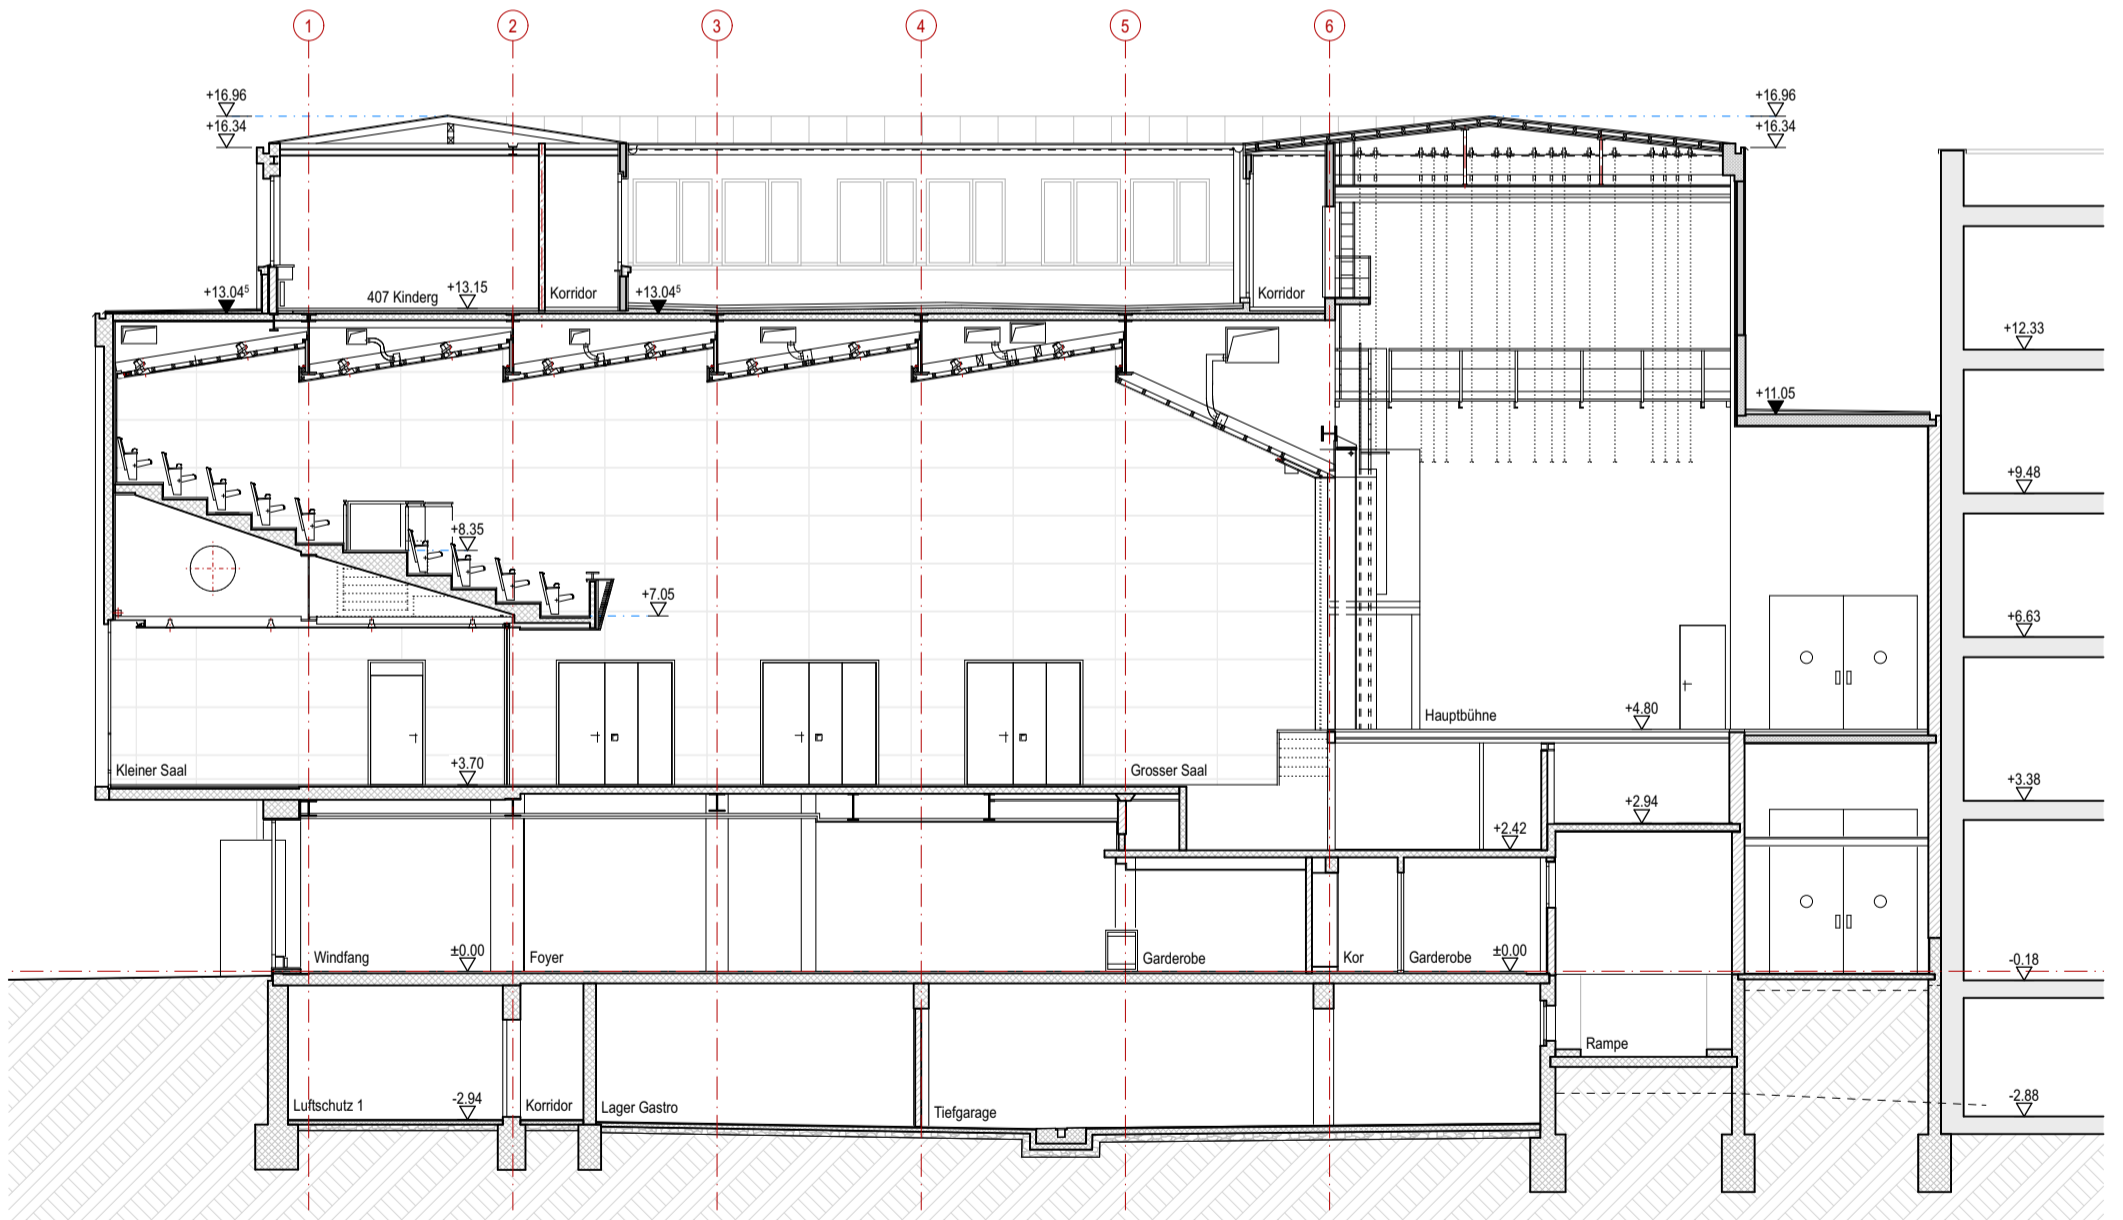 1 2 3 4 5 6
+16.96 +16.96
+16.34 +16.34
+13.04⁵ 407 Kinderg +13.15 Korridor +13.04⁵ Korridor
+12.33
+11.05
+9.48
+8.35
+7.05
+6.63
Hauptbühne +4.80
Kleiner Saal +3.70 Grosser Saal
+3.38
+2.94
+2.42
Windfang ±0.00 Foyer Garderobe Kor Garderobe ±0.00
-0.18
Rampe
Luftschutz 1 -2.94 Korridor Lager Gastro Tiefgarage
-2.88